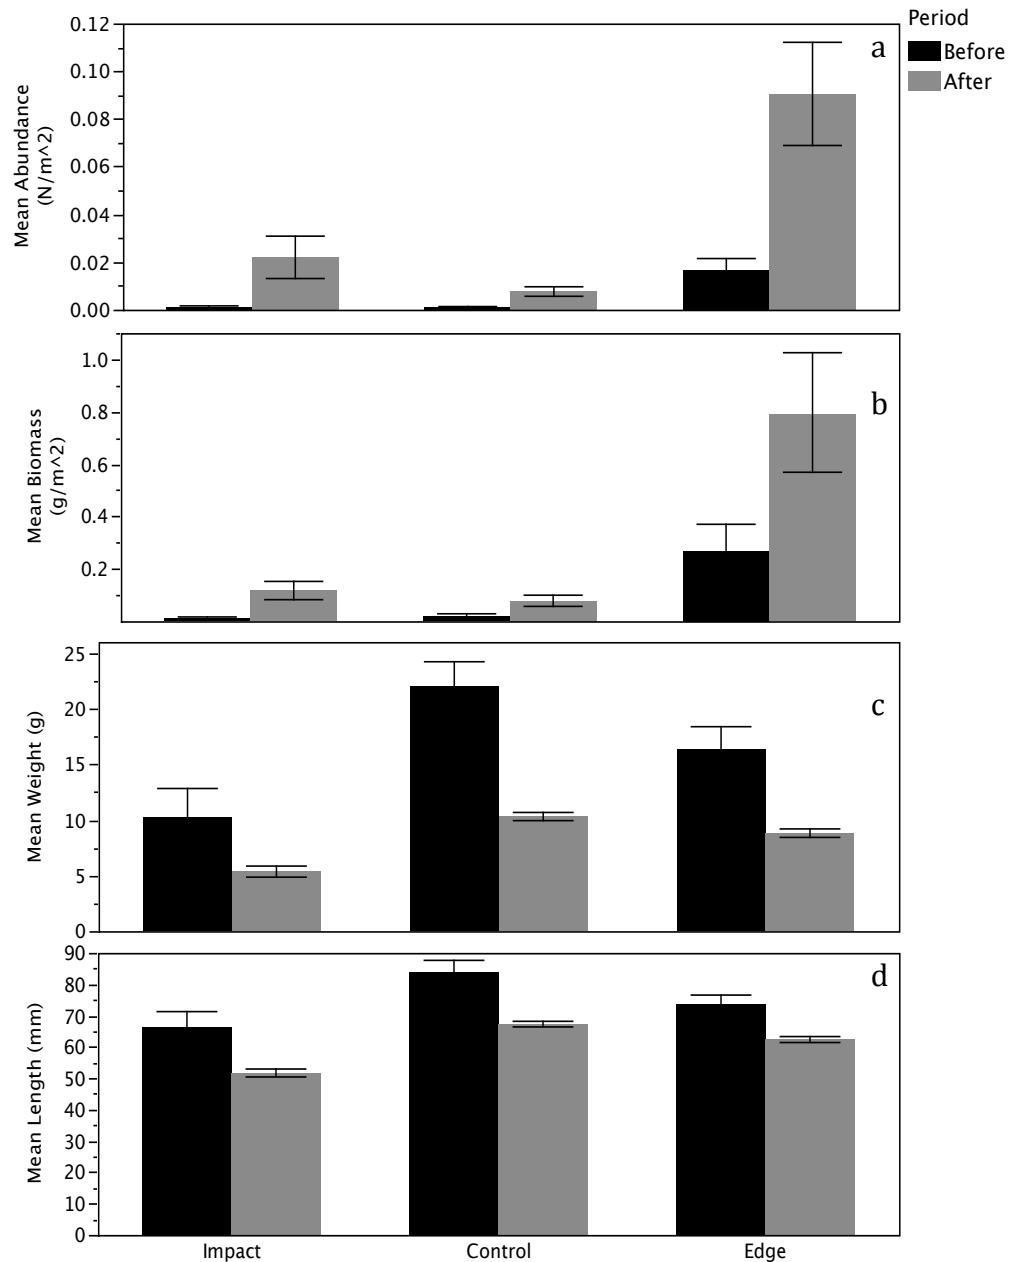 Period
Before
After
a
Mean Abundance
(N/m^2)
0.12
0.10
0.08
0.06
0.04
0.02
0.00
b
Mean Biomass
(g/m^2)
1.0
0.8
0.6
0.4
0.2
c
Mean Weight (g)
25
20
15
10
5
0
d
Mean Length (mm)
90
80
70
60
50
40
30
20
10
0
Impact
Control
Edge